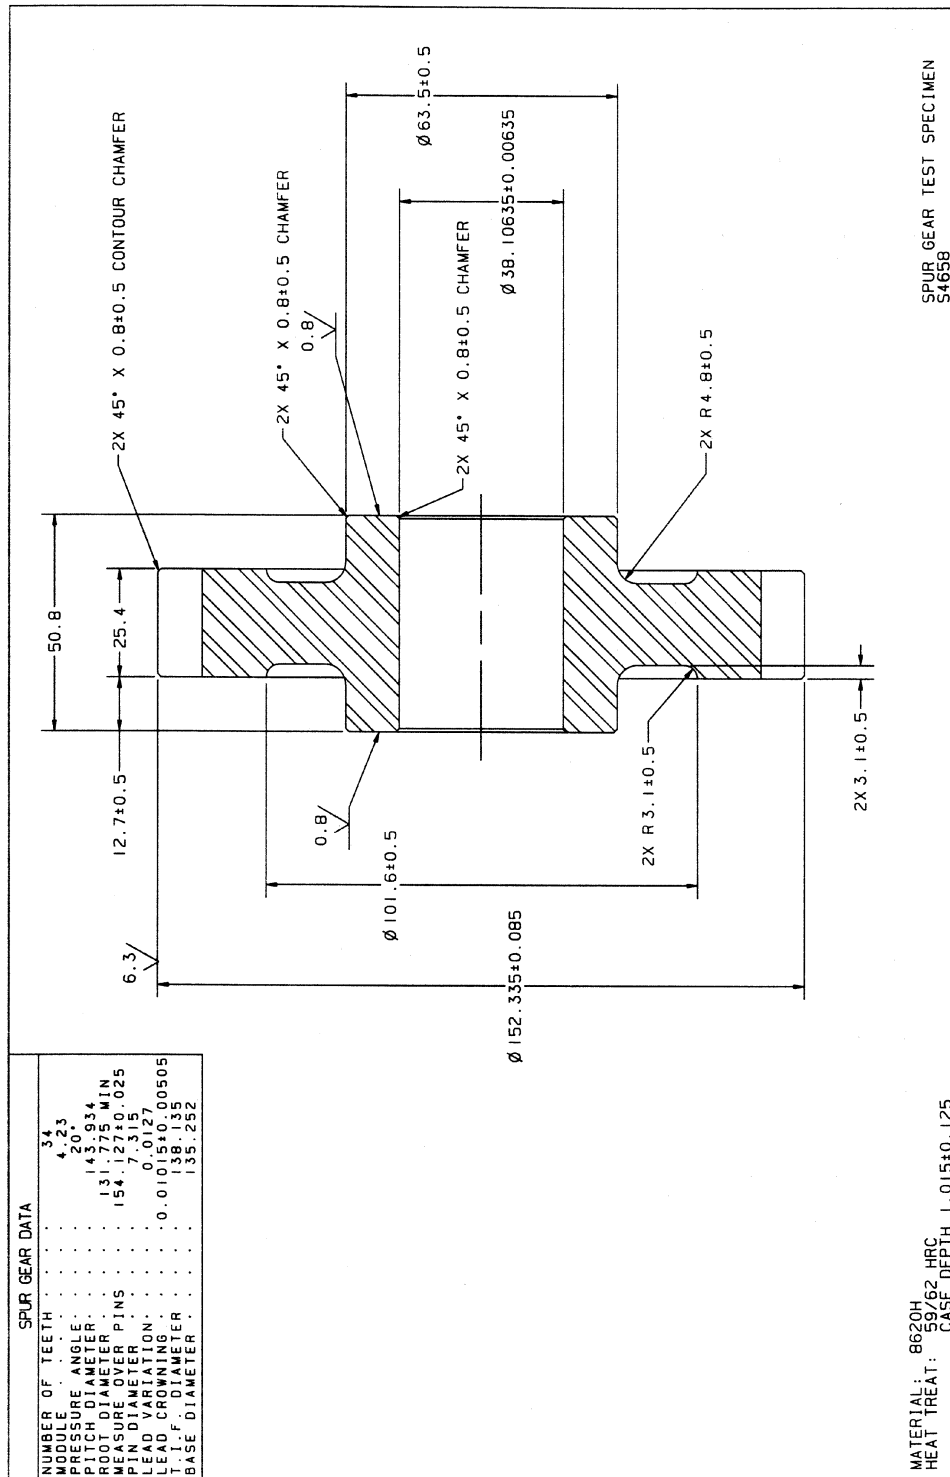 SPUR GEAR DATA
NUMBER OF TEETH . . . . . . 34
MODULE . . . . . . . . . 4.23
PRESSURE ANGLE . . . . . . 20°
PITCH DIAMETER . . . . . . 143.934
ROOT DIAMETER . . . . . . 131.775 MIN
MEASURE OVER PINS . . . . . 154.127±0.025
PIN DIAMETER . . . . . . . 7.315
LEAD VARIATION . . . . . . 0.0127
LEAD CROWNING . . . . . . 0.01015±0.00505
T.I.F. DIAMETER . . . . . . 138.135
BASE DIAMETER . . . . . . 135.252
6.3
12.7±0.5
50.8
25.4
2X 45° X 0.8±0.5 CONTOUR CHAMFER
2X 45° X 0.8±0.5 CHAMFER
0.8
Ø63.5±0.5
0.8
Ø101.6±0.5
2X 45° X 0.8±0.5 CHAMFER
Ø38.10635±0.00635
Ø152.335±0.085
2X R3.1±0.5
2X R4.8±0.5
2X 3.1±0.5
MATERIAL: 8620H
HEAT TREAT: 59/62 HRC
CASE DEPTH 1.015±0.125
SPUR GEAR TEST SPECIMEN
S4658